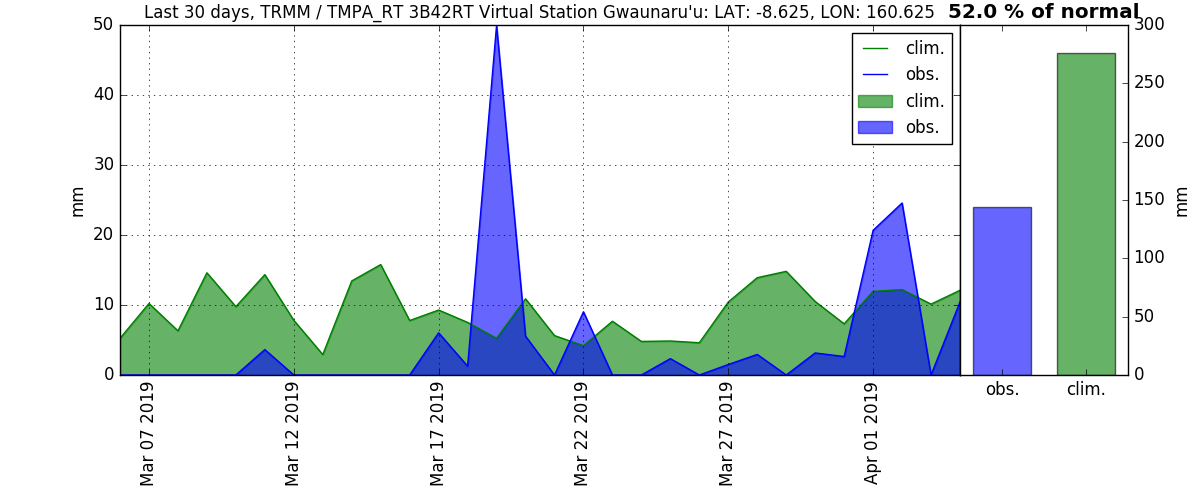 Last 30 days, TRMM / TMPA_RT 3B42RT Virtual Station Gwaunaru'u: LAT: -8.625, LON: 160.625
52.0 % of normal
50
40
30
20
10
0
mm
clim.
obs.
clim.
obs.
Mar 07 2019
Mar 12 2019
Mar 17 2019
Mar 22 2019
Mar 27 2019
Apr 01 2019
300
250
200
150
100
50
0
mm
obs.
clim.